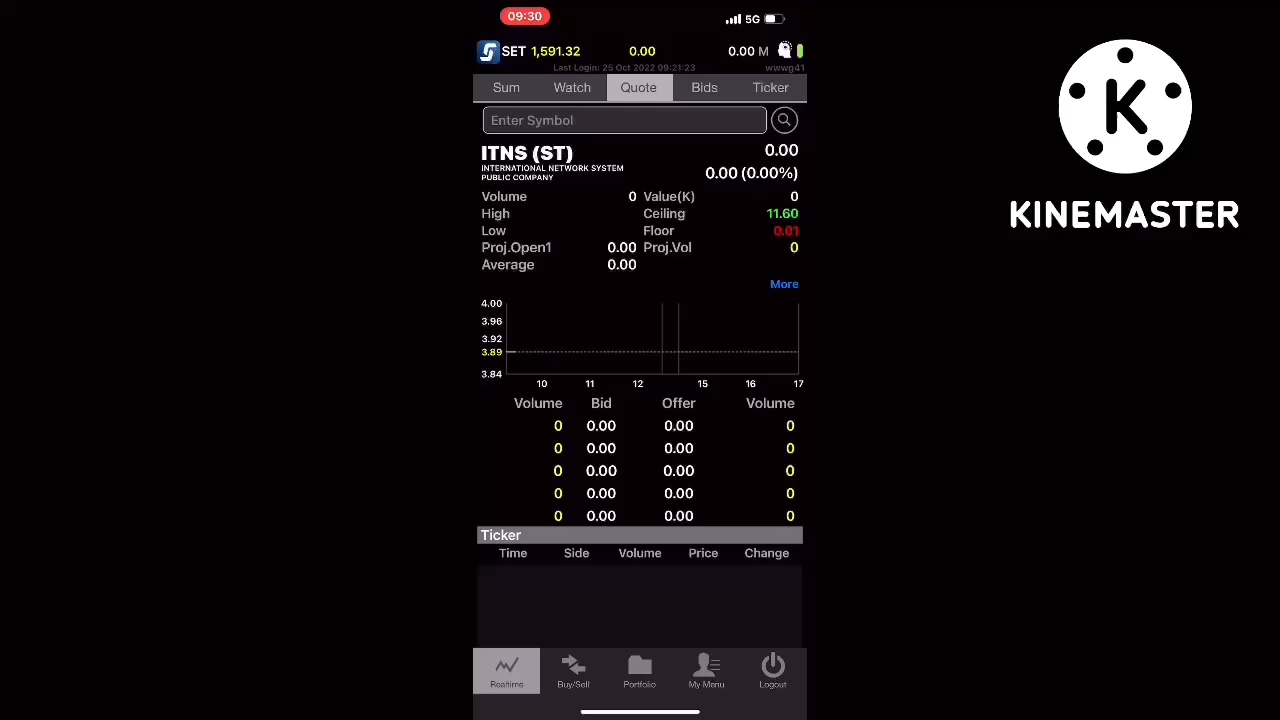 09:30
5G
SET 1,591.32 0.00 0.00 M
Last Login: 25 Oct 2022 09:21:23 wwwg41
Sum Watch Quote Bids Ticker
Enter Symbol
ITNS (ST) 0.00
INTERNATIONAL NETWORK SYSTEM
PUBLIC COMPANY
0.00 (0.00%)
Volume 0 Value(K) 0
High Ceiling 11.60
Low Floor 0.01
Proj.Open1 0.00 Proj.Vol 0
Average 0.00
More
4.00
3.96
3.92
3.89
3.84
10 11 12 15 16 17
Volume Bid Offer Volume
0 0.00 0.00 0
0 0.00 0.00 0
0 0.00 0.00 0
0 0.00 0.00 0
0 0.00 0.00 0
Ticker
Time Side Volume Price Change
Realtime Buy/Sell Portfolio My Menu Logout
K
KINEMASTER